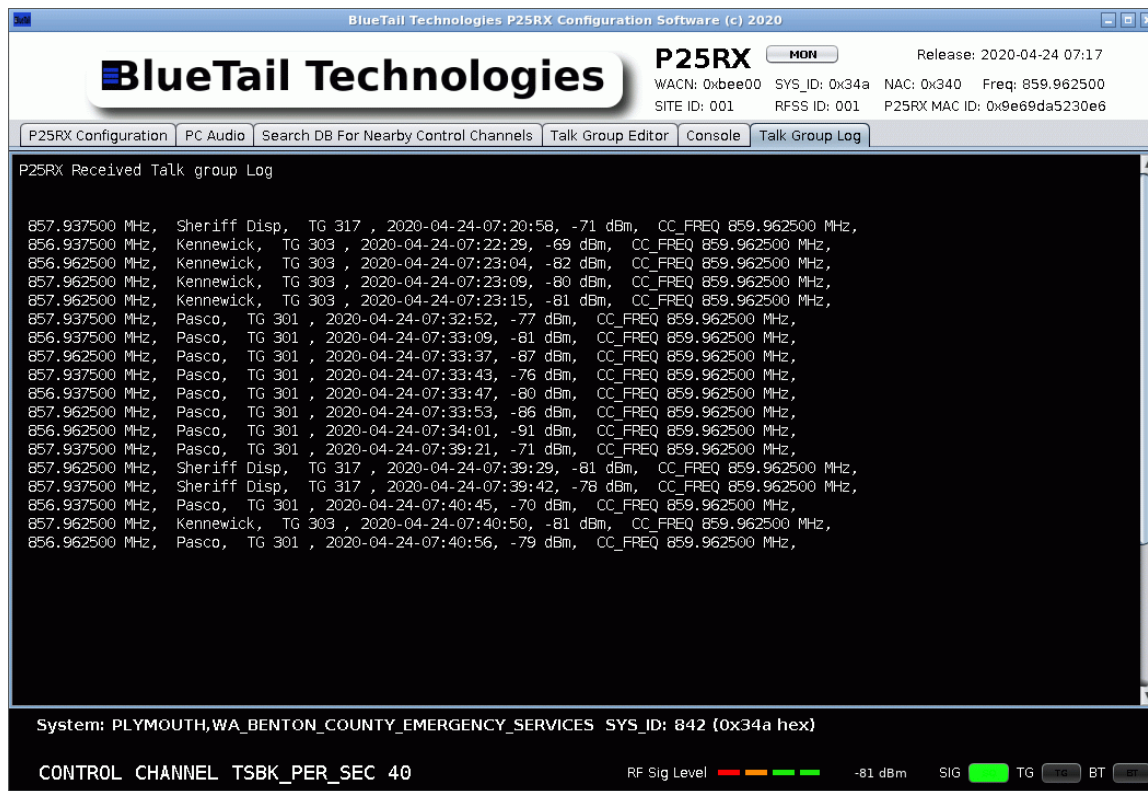 BlueTail Technologies P25RX Configuration Software (c) 2020
BlueTail Technologies
P25RX MON Release: 2020-04-24 07:17
WACN: 0xbee00 SYS_ID: 0x34a NAC: 0x340 Freq: 859.962500
SITE ID: 001 RFSS ID: 001 P25RX MAC ID: 0x9e69da5230e6
P25RX Configuration PC Audio Search DB For Nearby Control Channels Talk Group Editor Console Talk Group Log
P25RX Received Talk group Log
857.937500 MHz, Sheriff Disp, TG 317 , 2020-04-24-07:20:58, -71 dBm, CC_FREQ 859.962500 MHz,
856.937500 MHz, Kennewick, TG 303 , 2020-04-24-07:22:29, -69 dBm, CC_FREQ 859.962500 MHz,
856.962500 MHz, Kennewick, TG 303 , 2020-04-24-07:23:04, -82 dBm, CC_FREQ 859.962500 MHz,
857.962500 MHz, Kennewick, TG 303 , 2020-04-24-07:23:09, -80 dBm, CC_FREQ 859.962500 MHz,
857.962500 MHz, Kennewick, TG 303 , 2020-04-24-07:23:15, -81 dBm, CC_FREQ 859.962500 MHz,
857.937500 MHz, Pasco, TG 301 , 2020-04-24-07:32:52, -77 dBm, CC_FREQ 859.962500 MHz,
856.937500 MHz, Pasco, TG 301 , 2020-04-24-07:33:09, -81 dBm, CC_FREQ 859.962500 MHz,
857.962500 MHz, Pasco, TG 301 , 2020-04-24-07:33:37, -87 dBm, CC_FREQ 859.962500 MHz,
857.937500 MHz, Pasco, TG 301 , 2020-04-24-07:33:43, -76 dBm, CC_FREQ 859.962500 MHz,
856.937500 MHz, Pasco, TG 301 , 2020-04-24-07:33:47, -80 dBm, CC_FREQ 859.962500 MHz,
857.962500 MHz, Pasco, TG 301 , 2020-04-24-07:33:53, -86 dBm, CC_FREQ 859.962500 MHz,
856.962500 MHz, Pasco, TG 301 , 2020-04-24-07:34:01, -91 dBm, CC_FREQ 859.962500 MHz,
857.937500 MHz, Pasco, TG 301 , 2020-04-24-07:39:21, -71 dBm, CC_FREQ 859.962500 MHz,
857.962500 MHz, Sheriff Disp, TG 317 , 2020-04-24-07:39:29, -81 dBm, CC_FREQ 859.962500 MHz,
857.937500 MHz, Sheriff Disp, TG 317 , 2020-04-24-07:39:42, -78 dBm, CC_FREQ 859.962500 MHz,
856.937500 MHz, Pasco, TG 301 , 2020-04-24-07:40:45, -70 dBm, CC_FREQ 859.962500 MHz,
857.962500 MHz, Kennewick, TG 303 , 2020-04-24-07:40:50, -81 dBm, CC_FREQ 859.962500 MHz,
856.962500 MHz, Pasco, TG 301 , 2020-04-24-07:40:56, -79 dBm, CC_FREQ 859.962500 MHz,
System: PLYMOUTH,WA_BENTON_COUNTY_EMERGENCY_SERVICES SYS_ID: 842 (0x34a hex)
CONTROL CHANNEL TSBK_PER_SEC 40 RF Sig Level -81 dBm SIG TG TG BT BT